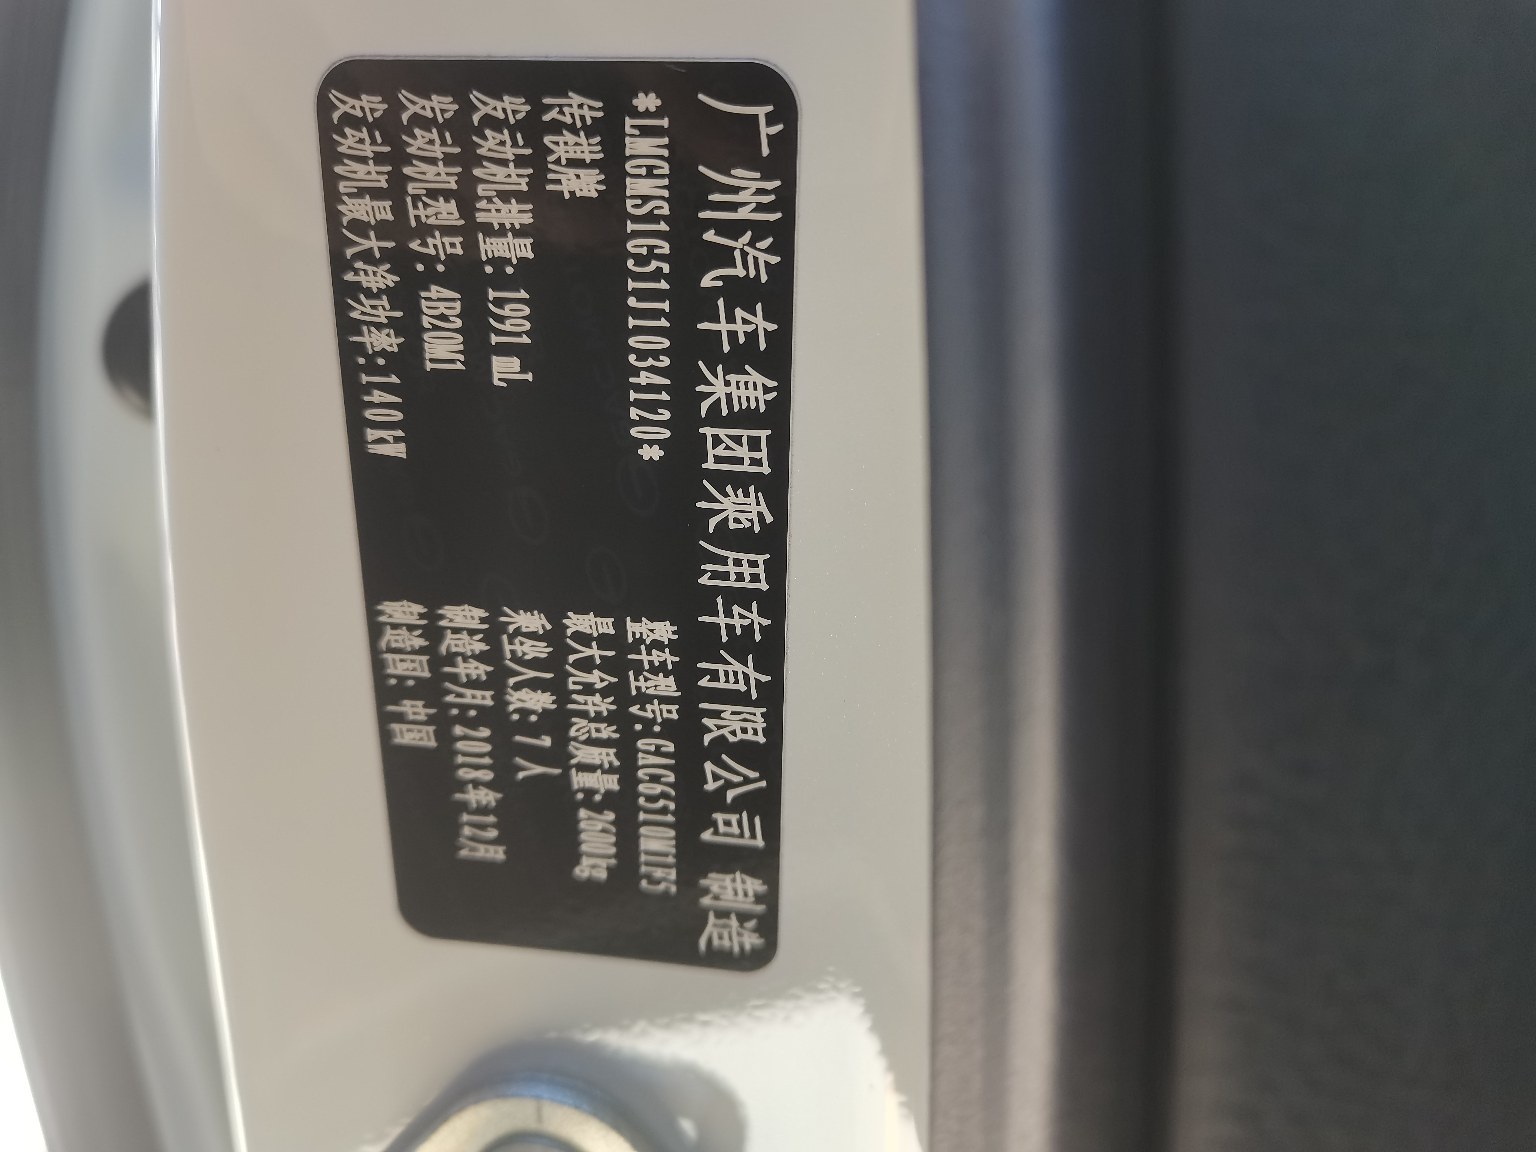 广州汽车集团乘用车有限公司 制造
*LMGMS1G51J1034120*
传祺牌
发动机排量: 1991 mL
发动机型号: 4B20M1
发动机最大净功率: 140kW
整车型号: GAC6510M1F5
最大允许总质量: 2600kg
乘坐人数: 7人
制造年月: 2018年12月
制造国: 中国